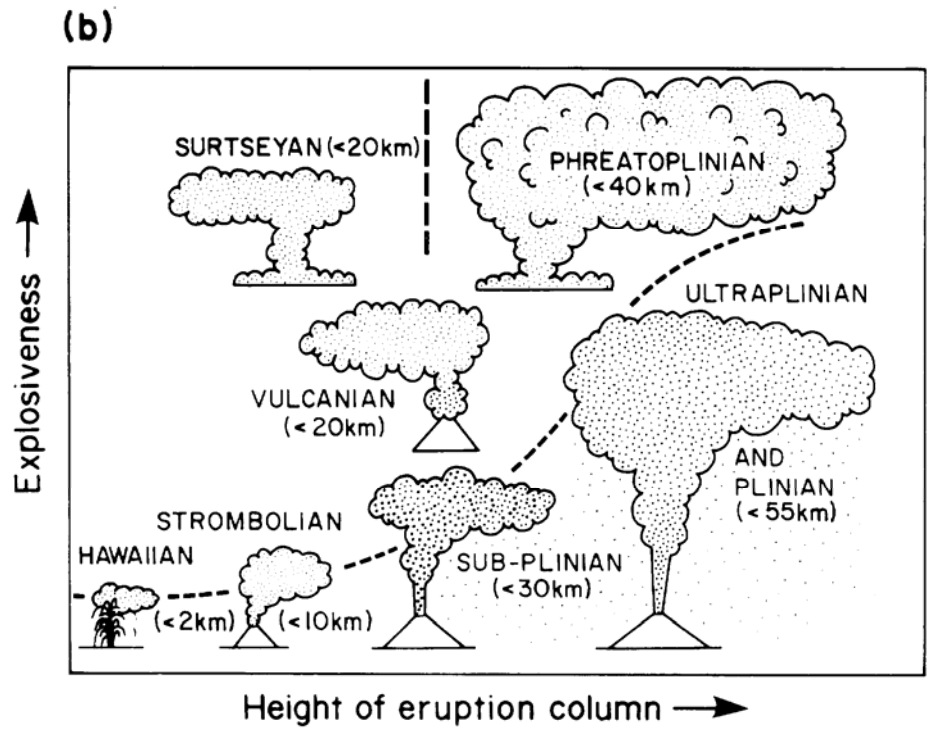 (b)
SURTSEYAN (<20km)
PHREATOPLINIAN
(<40km)
ULTRAPLINIAN
VULCANIAN
(<20km)
AND
PLINIAN
(<55km)
STROMBOLIAN
HAWAIIAN
SUB-PLINIAN
(<30km)
(<2km)
(<10km)
Explosiveness
Height of eruption column